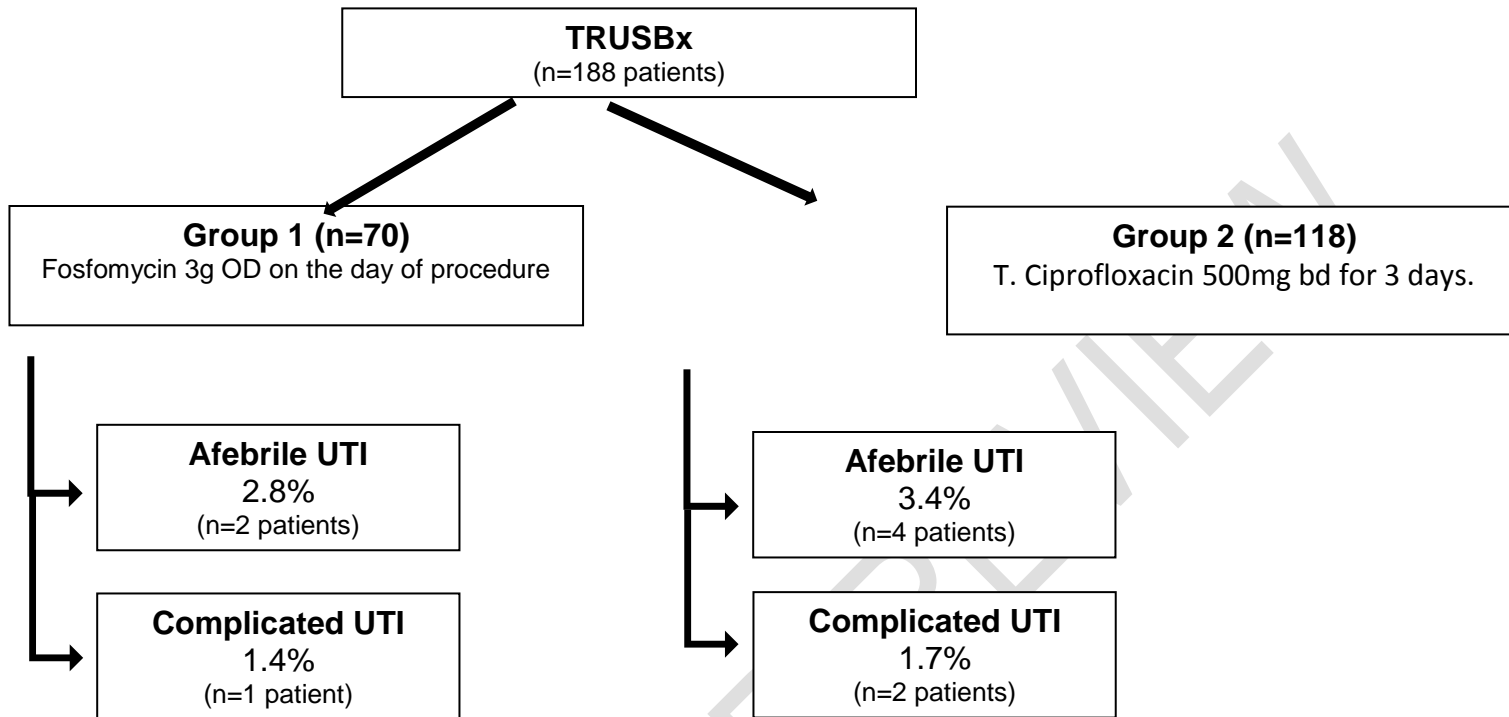 TRUSBx
(n=188 patients)
Group 1 (n=70)
Fosfomycin 3g OD on the day of procedure
Group 2 (n=118)
T. Ciprofloxacin 500mg bd for 3 days.
Afebrile UTI
2.8%
(n=2 patients)
Complicated UTI
1.4%
(n=1 patient)
Afebrile UTI
3.4%
(n=4 patients)
Complicated UTI
1.7%
(n=2 patients)